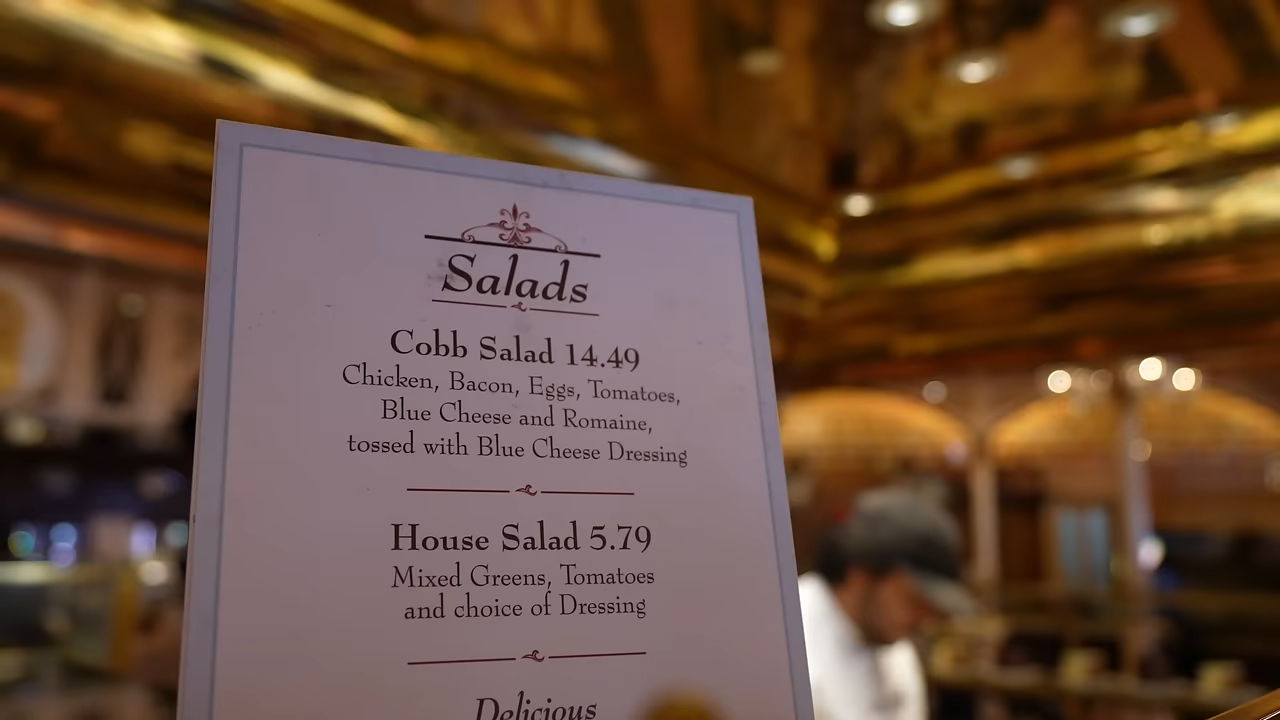 Salads
Cobb Salad 14.49
Chicken, Bacon, Eggs, Tomatoes,
Blue Cheese and Romaine,
tossed with Blue Cheese Dressing
House Salad 5.79
Mixed Greens, Tomatoes
and choice of Dressing
Delicious